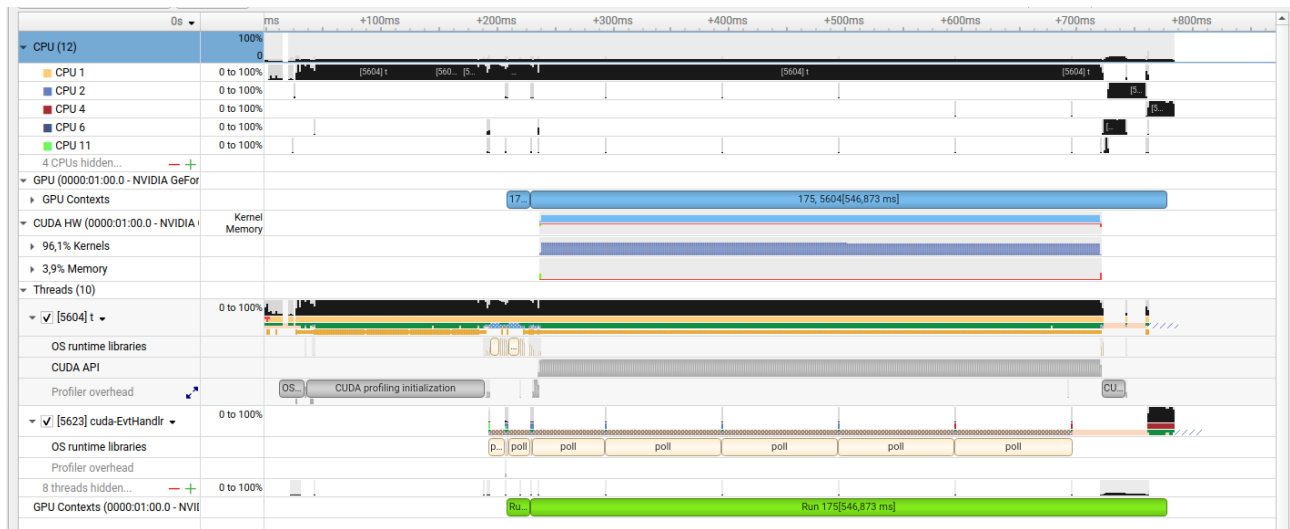 0s ms +100ms +200ms +300ms +400ms +500ms +600ms +700ms +800ms
CPU (12) 100%
0
CPU 1 0 to 100% [5604] t [560... [5... ... [5604] t [5604] t
CPU 2 0 to 100% [5...
CPU 4 0 to 100% [5...
CPU 6 0 to 100% [...
CPU 11 0 to 100%
4 CPUs hidden... — +
GPU (0000:01:00.0 - NVIDIA GeFor
GPU Contexts 17... 175, 5604[546,873 ms]
CUDA HW (0000:01:00.0 - NVIDIA Kernel
Memory
96,1% Kernels
3,9% Memory
Threads (10)
[5604] t 0 to 100%
OS runtime libraries ...
CUDA API
Profiler overhead OS... CUDA profiling initialization CU...
[5623] cuda-EvtHandlr 0 to 100%
OS runtime libraries p... poll poll poll poll poll poll
Profiler overhead
8 threads hidden... — + 0 to 100%
GPU Contexts (0000:01:00.0 - NVI Ru... Run 175[546,873 ms]